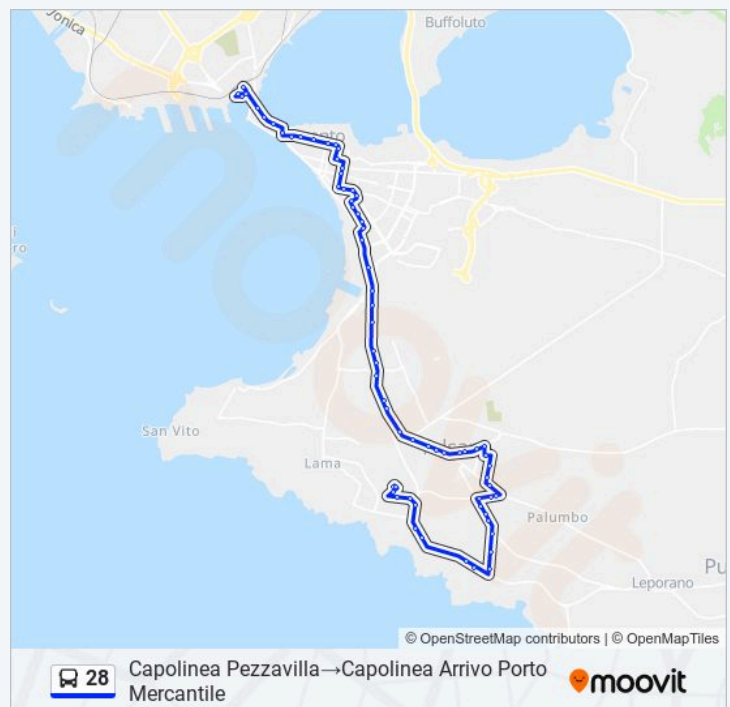 Jonica
Buffoluto
San Vito
Lama
Palumbo
Leporano
© OpenStreetMap contributors | © OpenMapTiles
28 Capolinea Pezzavilla→Capolinea Arrivo Porto
Mercantile
moovit